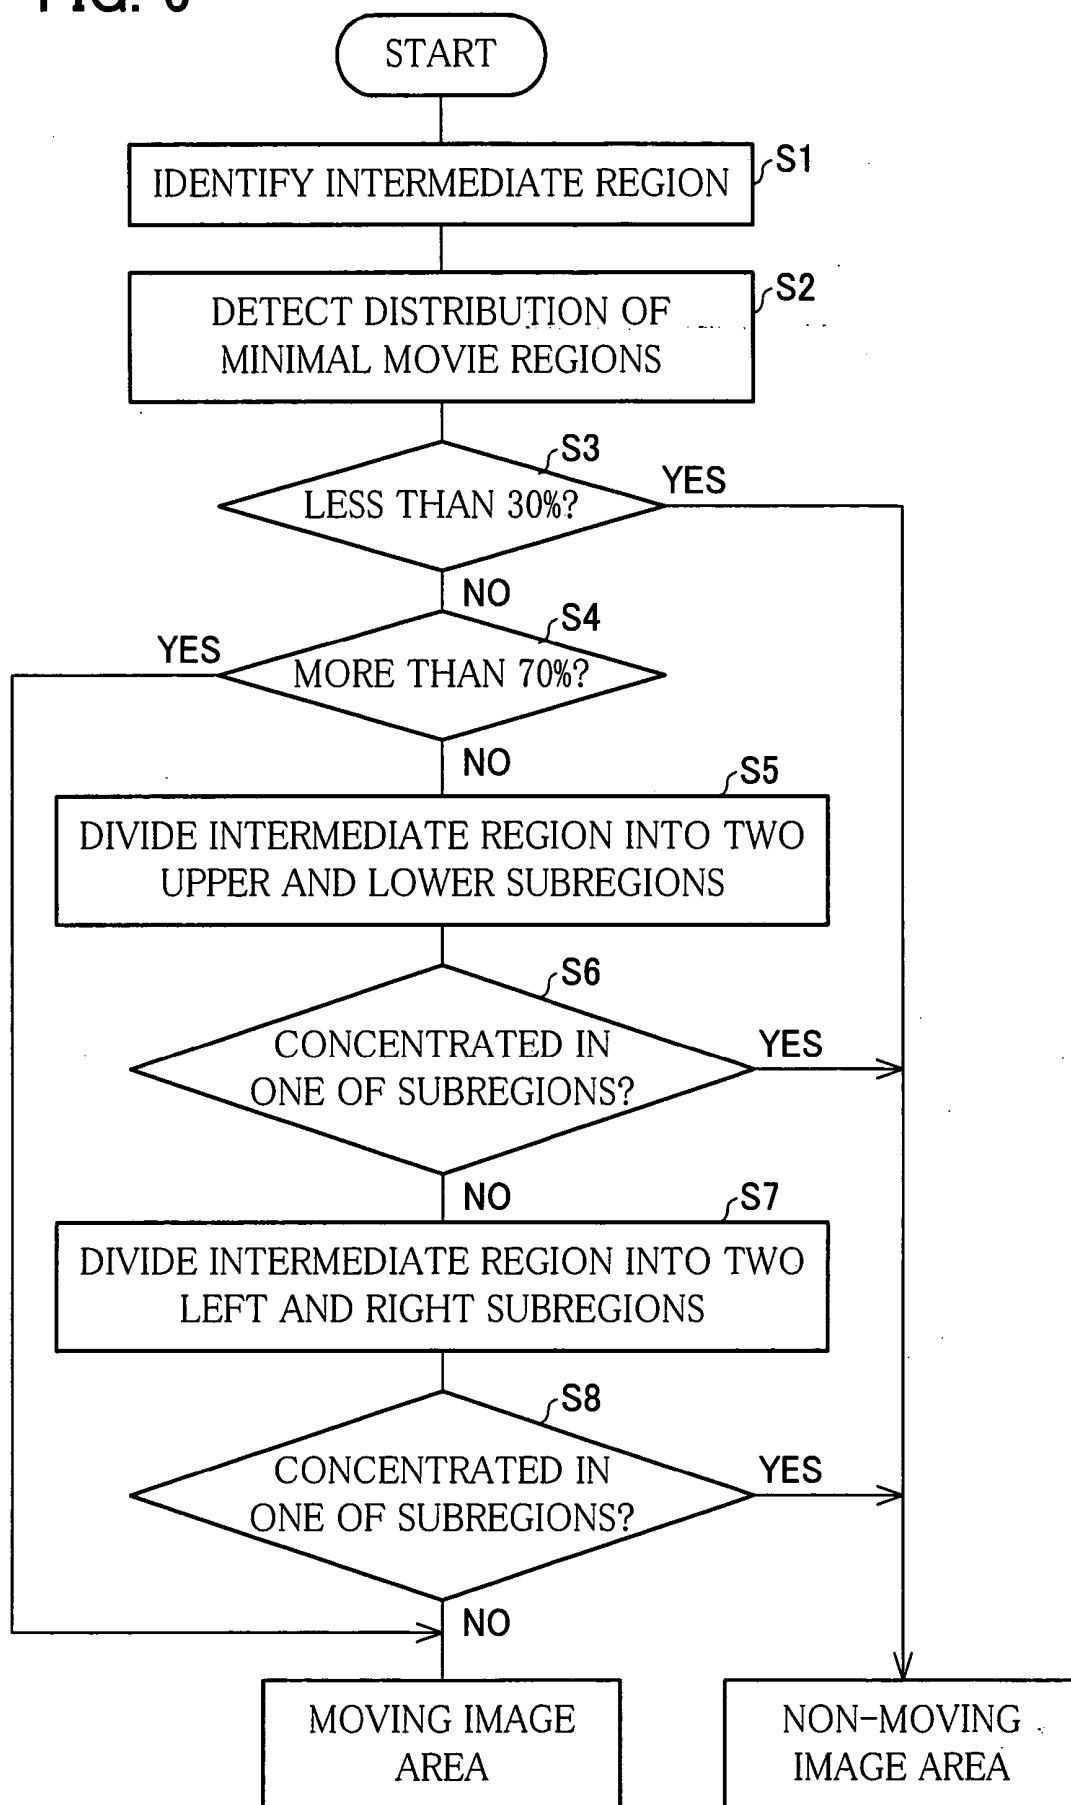 START
S1
IDENTIFY INTERMEDIATE REGION
S2
DETECT DISTRIBUTION OF
MINIMAL MOVIE REGIONS
S3
LESS THAN 30%?
YES
NO
S4
YES
MORE THAN 70%?
NO
S5
DIVIDE INTERMEDIATE REGION INTO TWO
UPPER AND LOWER SUBREGIONS
S6
CONCENTRATED IN
ONE OF SUBREGIONS?
YES
NO
S7
DIVIDE INTERMEDIATE REGION INTO TWO
LEFT AND RIGHT SUBREGIONS
S8
CONCENTRATED IN
ONE OF SUBREGIONS?
YES
NO
MOVING IMAGE
AREA
NON-MOVING
IMAGE AREA